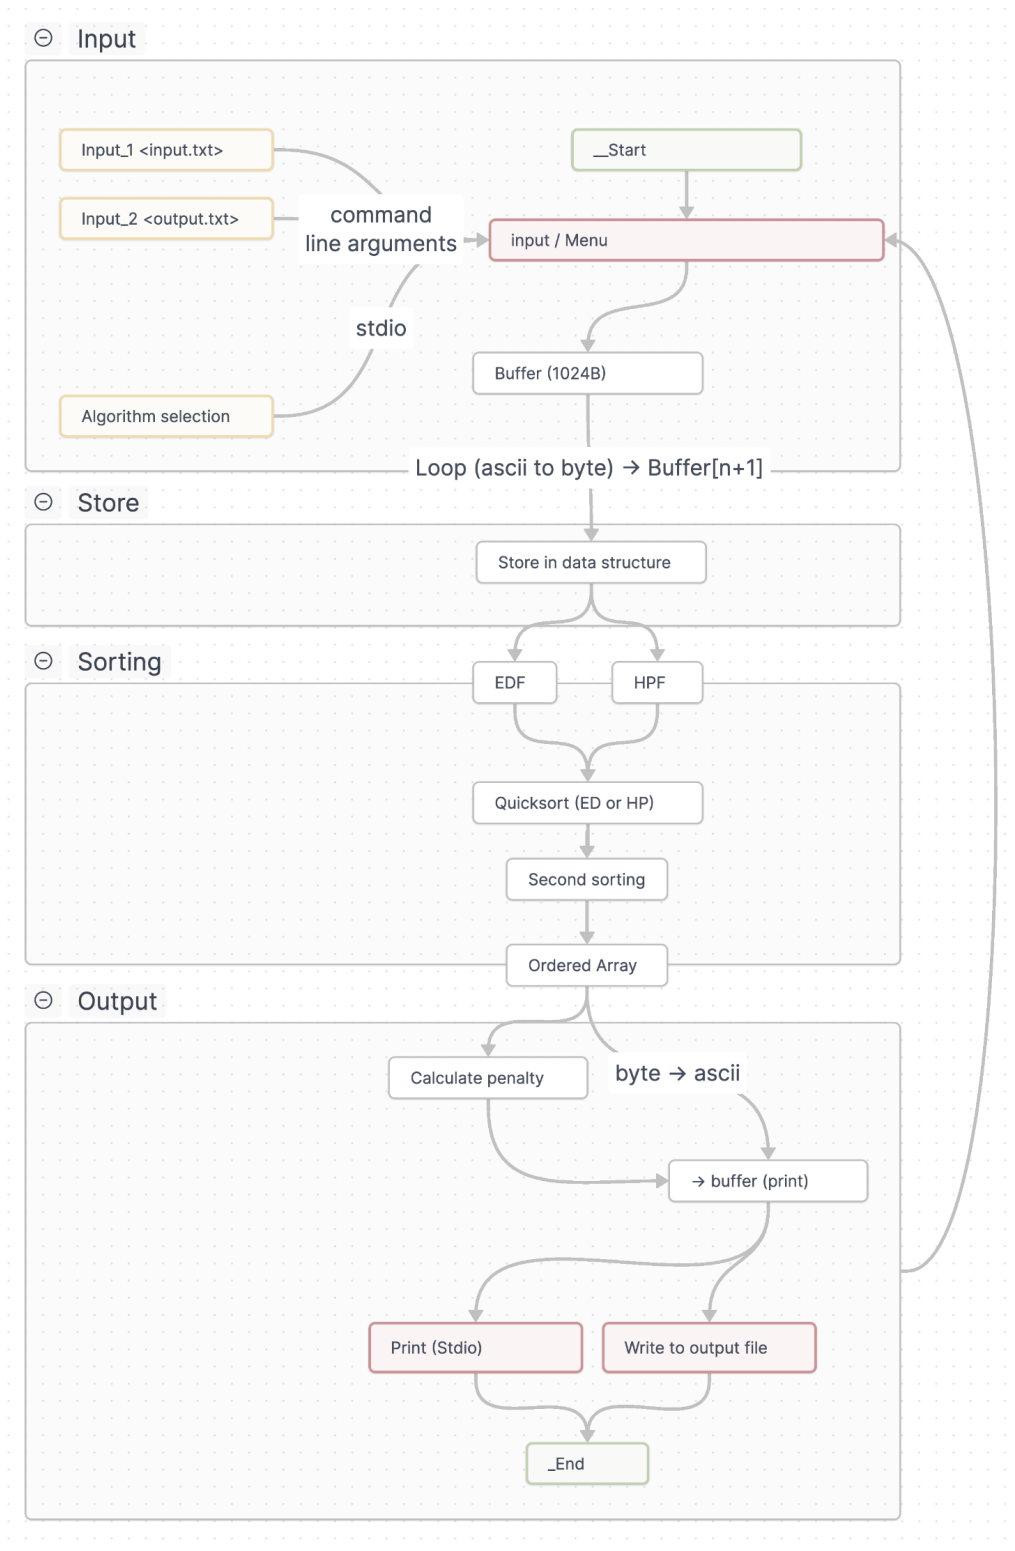 Input
Input_1 <input.txt>
__Start
Input_2 <output.txt>
command
line arguments
input / Menu
stdio
Buffer (1024B)
Algorithm selection
Loop (ascii to byte) → Buffer[n+1]
Store
Store in data structure
Sorting
EDF
HPF
Quicksort (ED or HP)
Second sorting
Ordered Array
Output
Calculate penalty
byte → ascii
→ buffer (print)
Print (Stdio)
Write to output file
_End